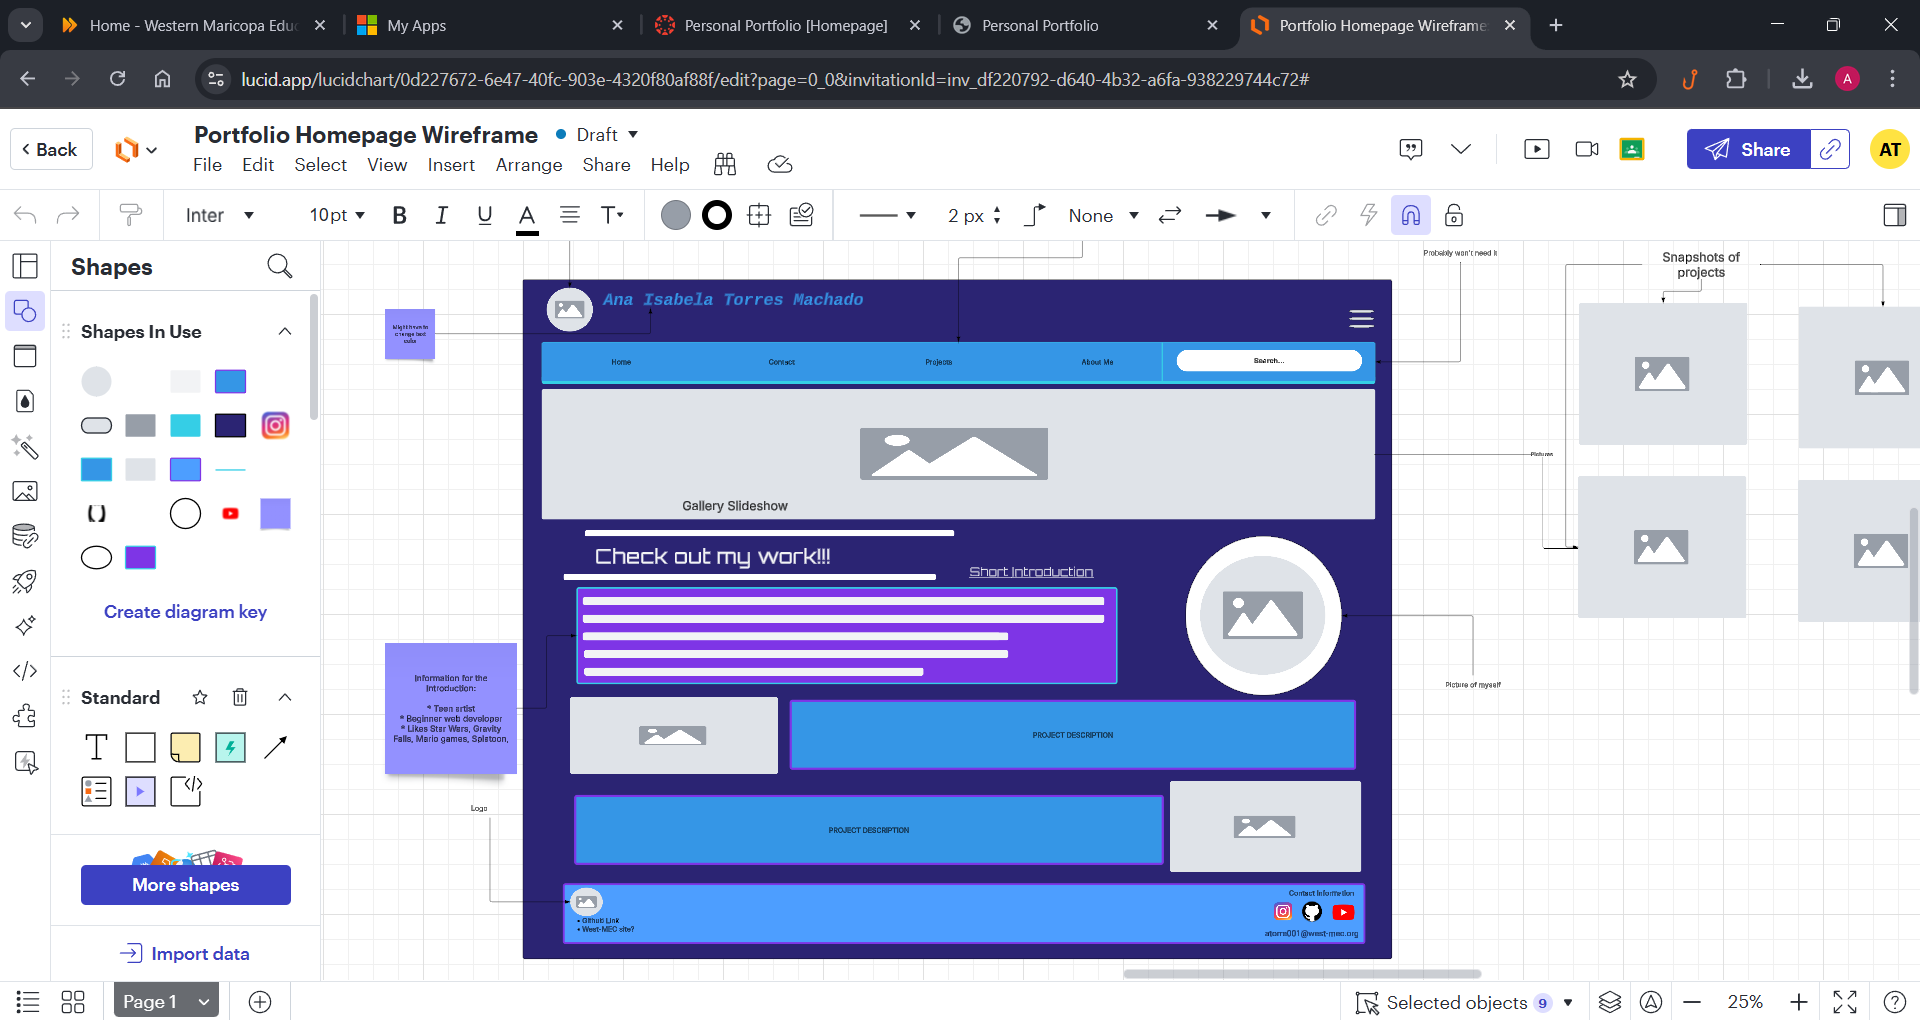 Home - Western Maricopa Educ
My Apps
Personal Portfolio [Homepage]
Personal Portfolio
Portfolio Homepage Wireframe
lucid.app/lucidchart/0d227672-6e47-40fc-903e-4320f80af88f/edit?page=0_0&invitationId=inv_df220792-d640-4b32-a6fa-938229744c72#
A
Back
Portfolio Homepage Wireframe
Draft
File Edit Select View Insert Arrange Share Help
Share
AT
Inter
10pt
B I U A T
2 px
None
Shapes
Shapes In Use
Create diagram key
Standard
T
More shapes
Import data
Might have to
change text
color
Ana Isabela Torres Machado
Home
Contact
Projects
About Me
Search...
Probably won't need it
Snapshots of
projects
Gallery Slideshow
Pictures
Check out my work!!!
Short Introduction
Information for the
Introduction:
* Teen artist
* Beginner web developer
* Likes Star Wars, Gravity
Falls, Mario games, Splatoon,
Picture of myself
PROJECT DESCRIPTION
PROJECT DESCRIPTION
Logo
• Github Link
• West-MEC site?
Contact Information
atorre001@west-mec.org
Page 1
Selected objects 9
25%